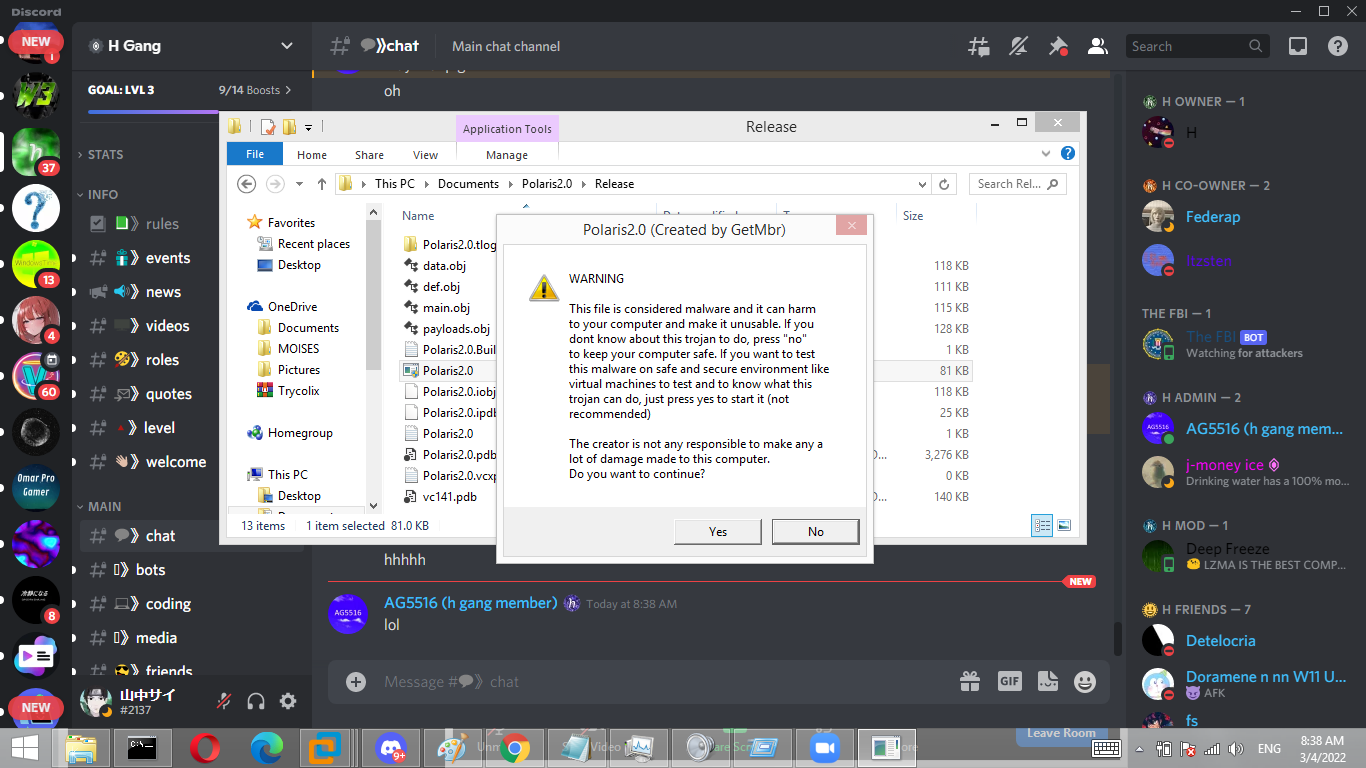 Discord
NEW
1
37
13
4
60
Omar Pro
Gamer
8
NEW
H Gang
GOAL: LVL 3
9/14 Boosts
STATS
INFO
rules
events
news
videos
roles
quotes
level
welcome
MAIN
chat
bots
coding
media
friends
山中サイ
#2137
chat
Main chat channel
Search
oh
Application Tools
Release
File
Home
Share
View
Manage
This PC
Documents
Polaris2.0
Release
Search Rel...
Favorites
Recent places
Desktop
OneDrive
Documents
MOISES
Pictures
Trycolix
Homegroup
This PC
Desktop
Name
Size
Polaris2.0.tlog
data.obj
118 KB
def.obj
111 KB
main.obj
115 KB
payloads.obj
128 KB
Polaris2.0.Buil
1 KB
Polaris2.0
81 KB
Polaris2.0.iobj
118 KB
Polaris2.0.ipdb
25 KB
Polaris2.0
1 KB
Polaris2.0.pdb
3,276 KB
Polaris2.0.vcxp
0 KB
vc141.pdb
140 KB
13 items
1 item selected 81.0 KB
Polaris2.0 (Created by GetMbr)
WARNING
This file is considered malware and it can harm
to your computer and make it unusable. If you
dont know about this trojan to do, press "no"
to keep your computer safe. If you want to test
this malware on safe and secure environment like
virtual machines to test and to know what this
trojan can do, just press yes to start it (not
recommended)
The creator is not any responsible to make any a
lot of damage made to this computer.
Do you want to continue?
Yes
No
hhhhh
NEW
AG5516 (h gang member)
Today at 8:38 AM
AG5516
lol
Message #
chat
GIF
H OWNER — 1
H
H CO-OWNER — 2
Federap
THE FBI — 1
The FBI
BOT
Watching for attackers
H ADMIN — 2
AG5516
AG5516 (h gang mem...
j-money ice
Drinking water has a 100% mo...
H MOD — 1
Deep Freeze
LZMA IS THE BEST COMP...
H FRIENDS — 7
Detelocria
Doramene n nn W11 U...
AFK
fs
Leave Room
9+
ENG
8:38 AM
3/4/2022